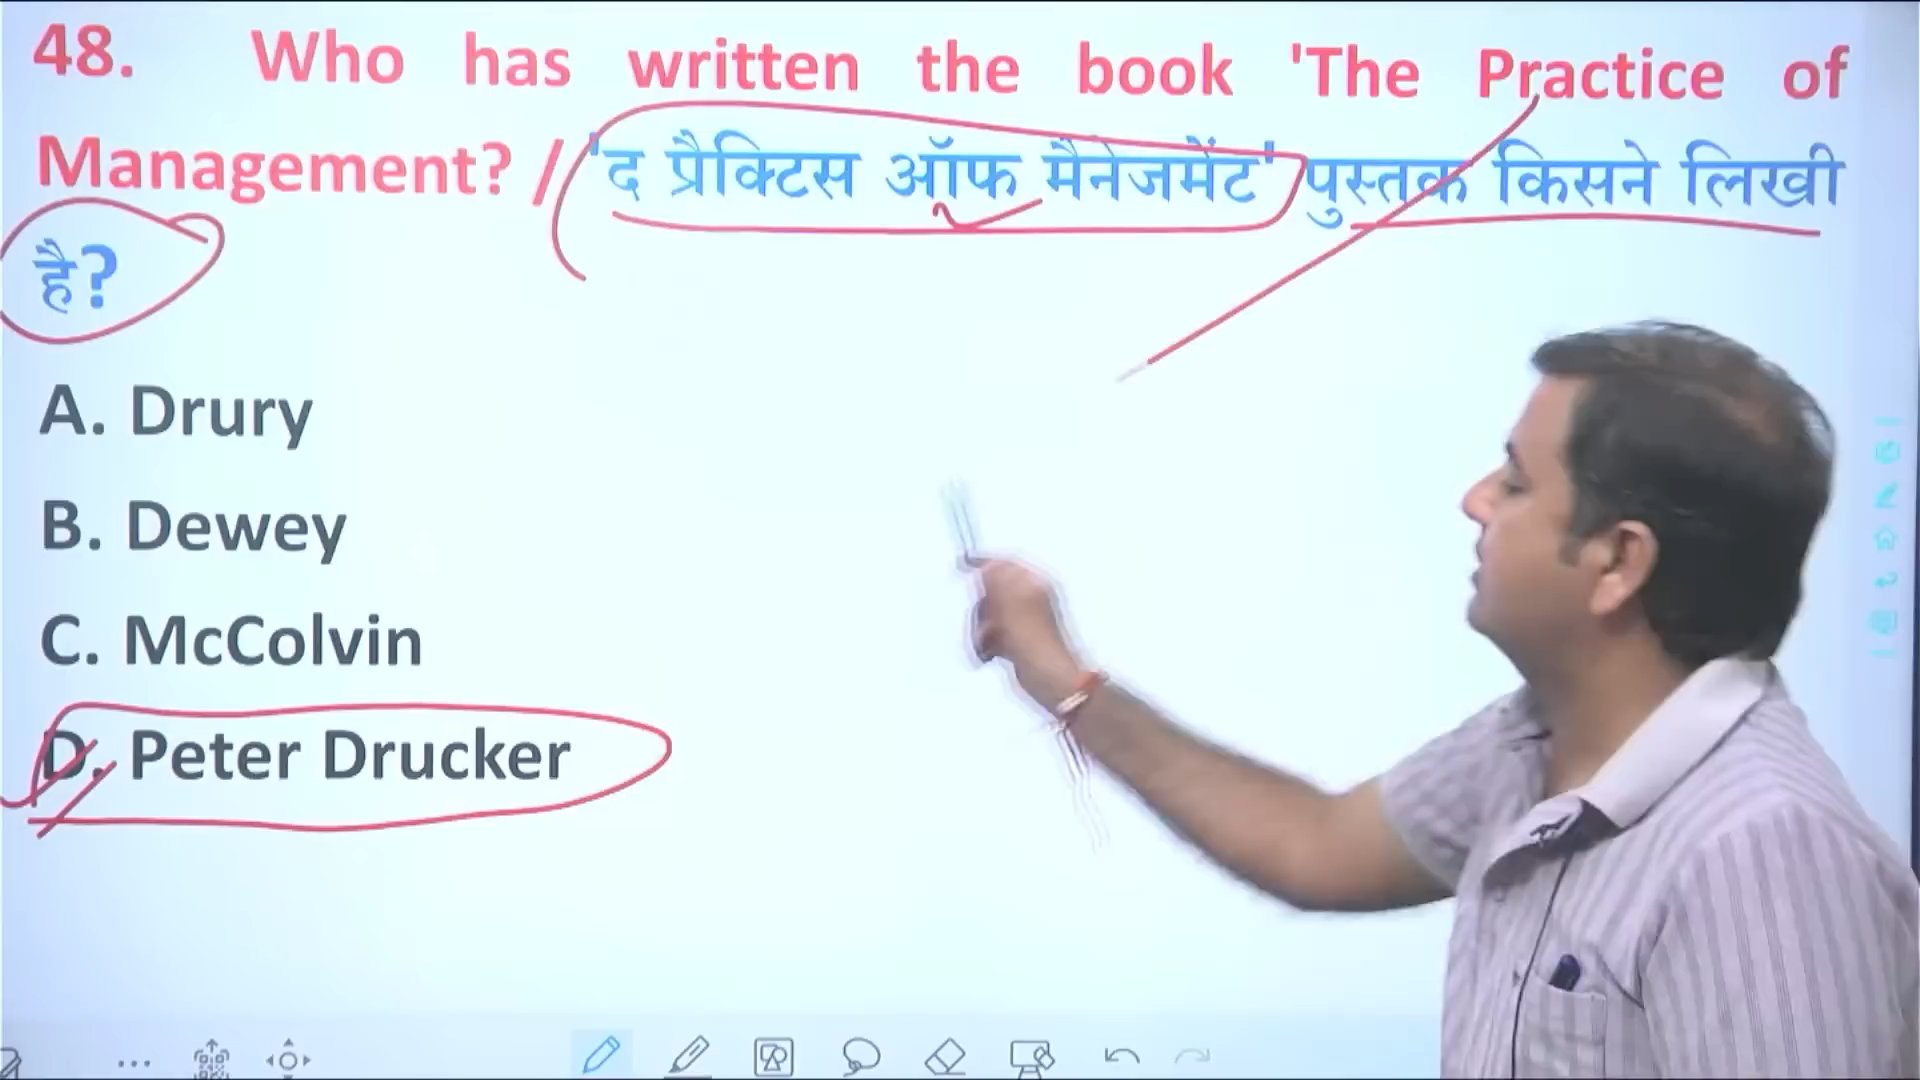 48. Who has written the book 'The Practice of
Management? / 'द प्रैक्टिस ऑफ मैनेजमेंट' पुस्तक किसने लिखी
है?
A. Drury
B. Dewey
C. McColvin
D. Peter Drucker